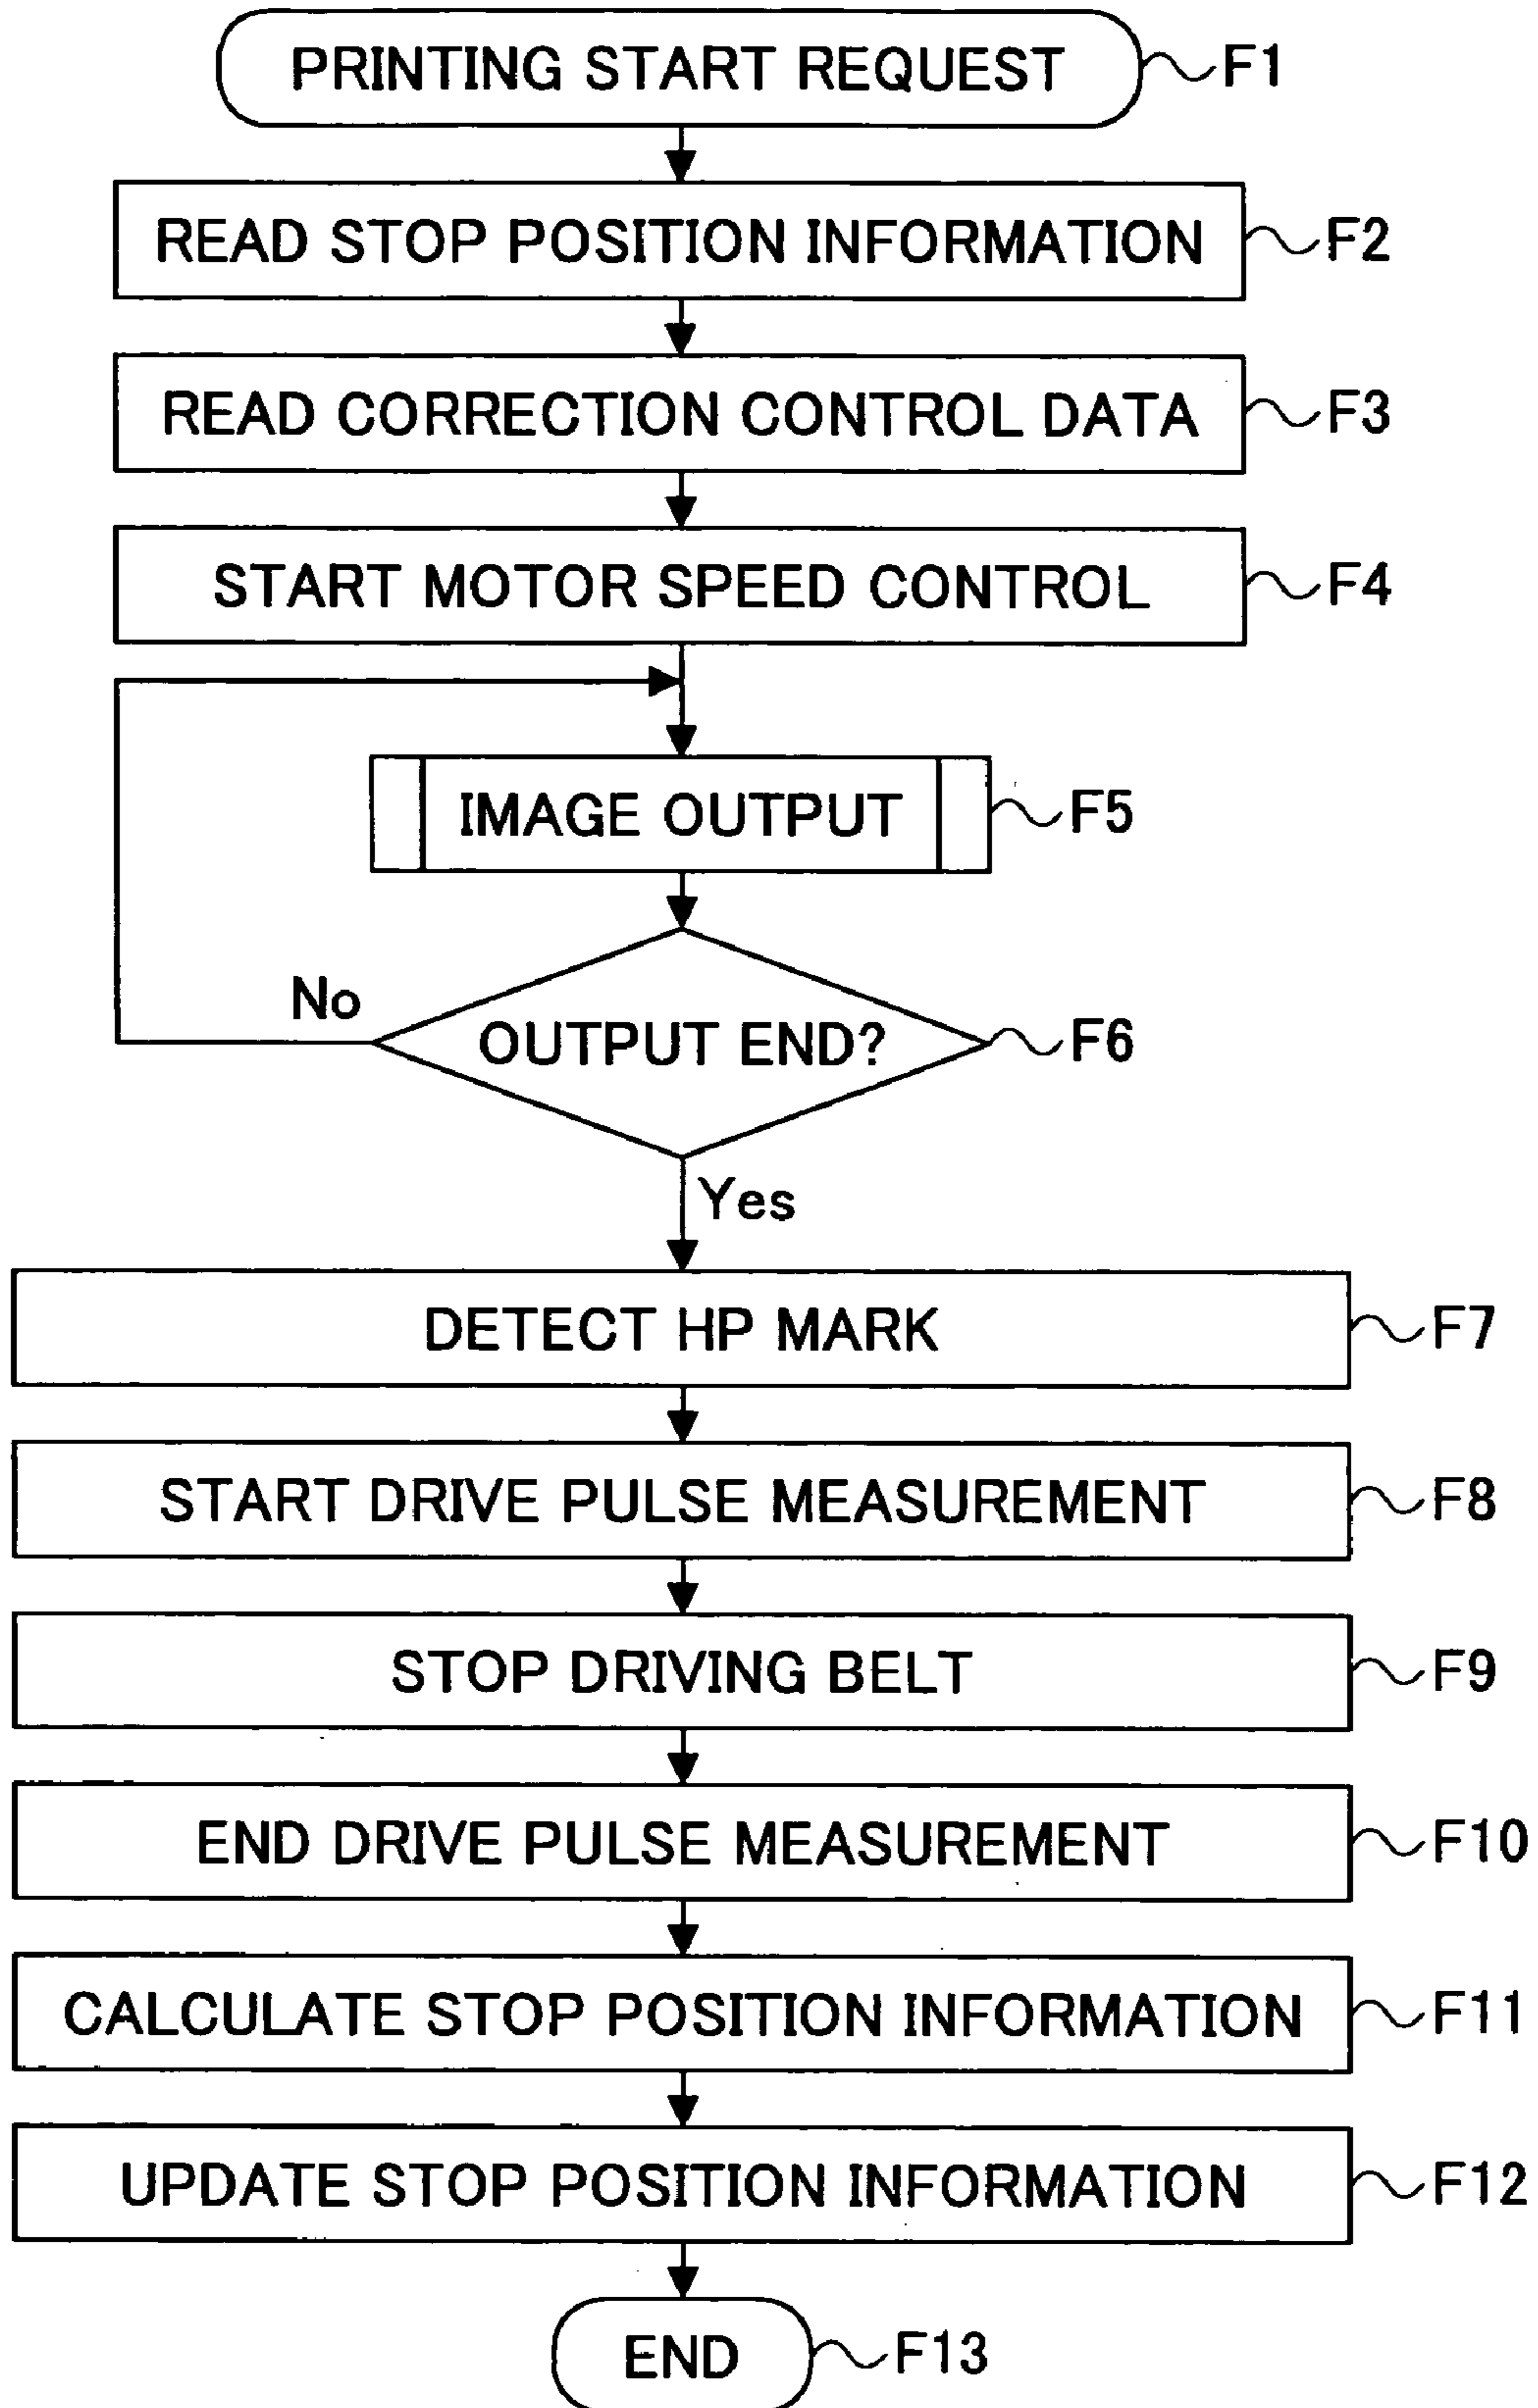 PRINTING START REQUEST F1
READ STOP POSITION INFORMATION F2
READ CORRECTION CONTROL DATA F3
START MOTOR SPEED CONTROL F4
IMAGE OUTPUT F5
No
OUTPUT END? F6
Yes
DETECT HP MARK F7
START DRIVE PULSE MEASUREMENT F8
STOP DRIVING BELT F9
END DRIVE PULSE MEASUREMENT F10
CALCULATE STOP POSITION INFORMATION F11
UPDATE STOP POSITION INFORMATION F12
END F13